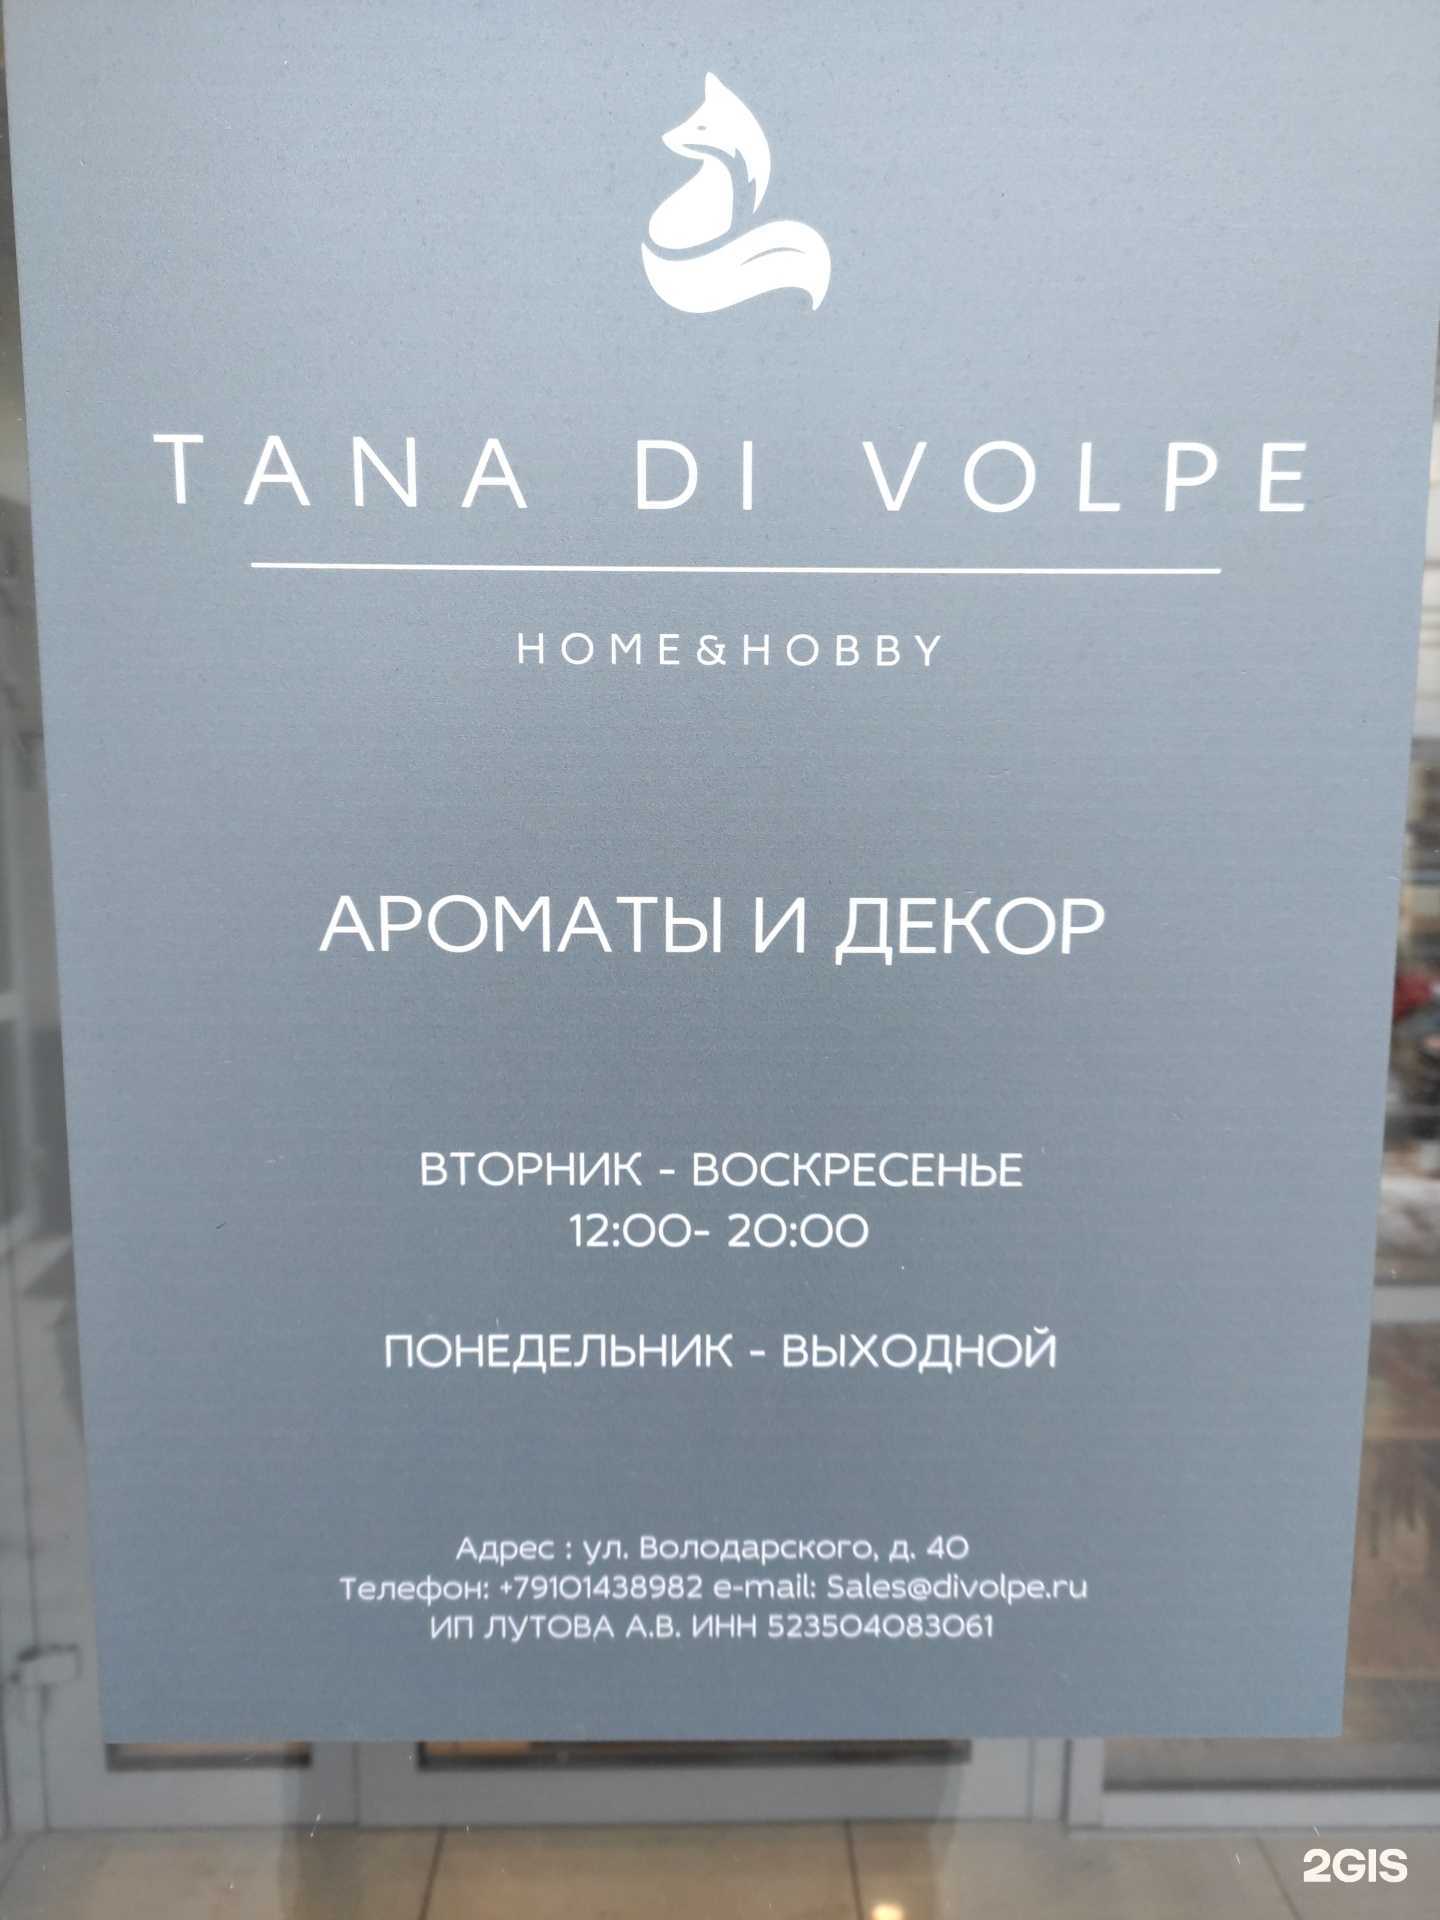 TANA DI VOLPE
HOME&HOBBY
АРОМАТЫ И ДЕКОР
ВТОРНИК - ВОСКРЕСЕНЬЕ
12:00- 20:00
ПОНЕДЕЛЬНИК - ВЫХОДНОЙ
Адрес : ул. Володарского, д. 40
Телефон: +79101438982 e-mail: Sales@divolpe.ru
ИП ЛУТОВА А.В. ИНН 523504083061
2GIS